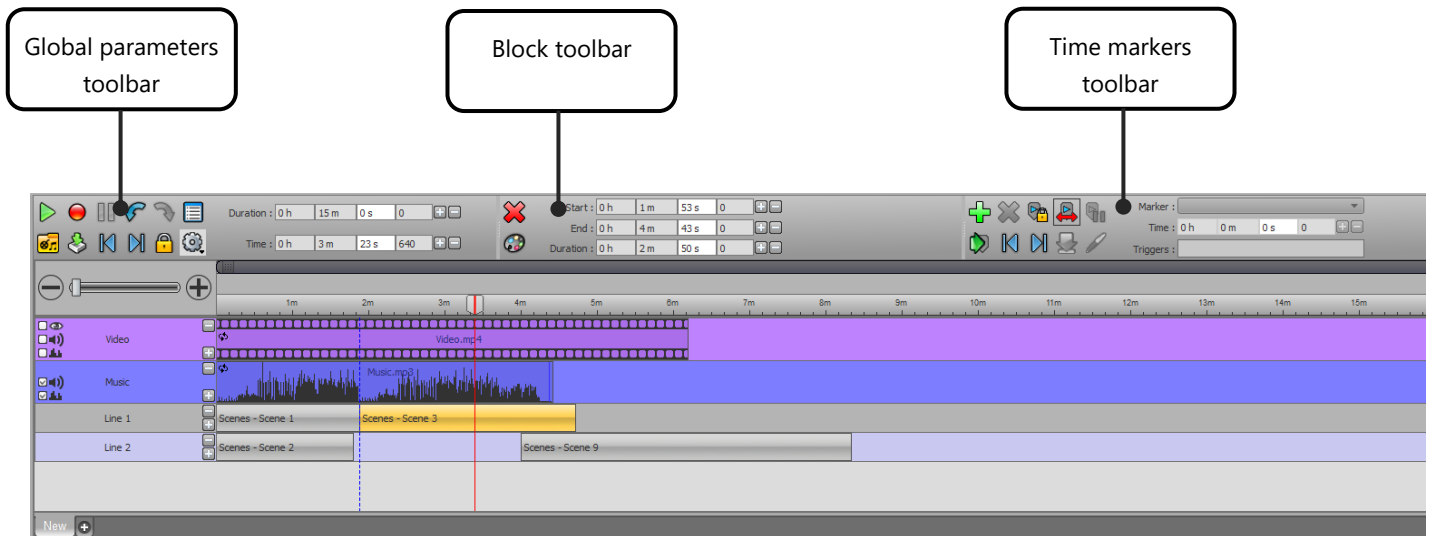 Global parameters
toolbar
Block toolbar
Time markers
toolbar
Duration : 0 h 15 m 0 s 0
Start : 0 h 1 m 53 s 0
Marker :
End : 0 h 4 m 43 s 0
Time : 0 h 0 m 0 s 0
Time : 0 h 3 m 23 s 640
Duration : 0 h 2 m 50 s 0
Triggers :
1m 2m 3m 4m 5m 6m 7m 8m 9m 10m 11m 12m 13m 14m 15m
Video
Video.mp4
Music.mp3
Music
Line 1
Scenes - Scene 1
Scenes - Scene 3
Line 2
Scenes - Scene 2
Scenes - Scene 9
New